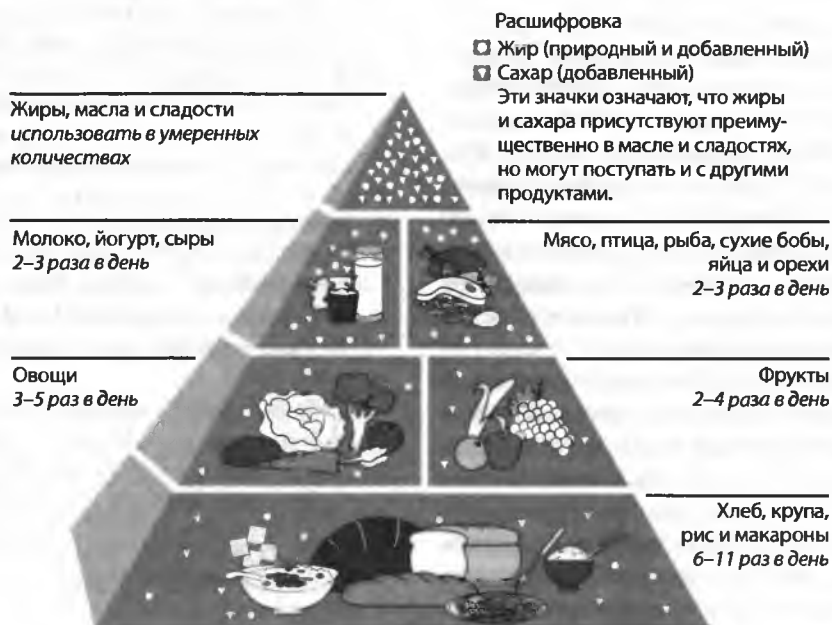 Расшифровка
Жир (природный и добавленный)
Сахар (добавленный)
Эти значки означают, что жиры
и сахара присутствуют преиму-
щественно в масле и сладостях,
но могут поступать и с другими
продуктами.
Жиры, масла и сладости
использовать в умеренных
количествах
Молоко, йогурт, сыры
2–3 раза в день
Мясо, птица, рыба, сухие бобы,
яйца и орехи
2–3 раза в день
Овощи
3–5 раз в день
Фрукты
2–4 раза в день
Хлеб, крупа,
рис и макароны
6–11 раз в день